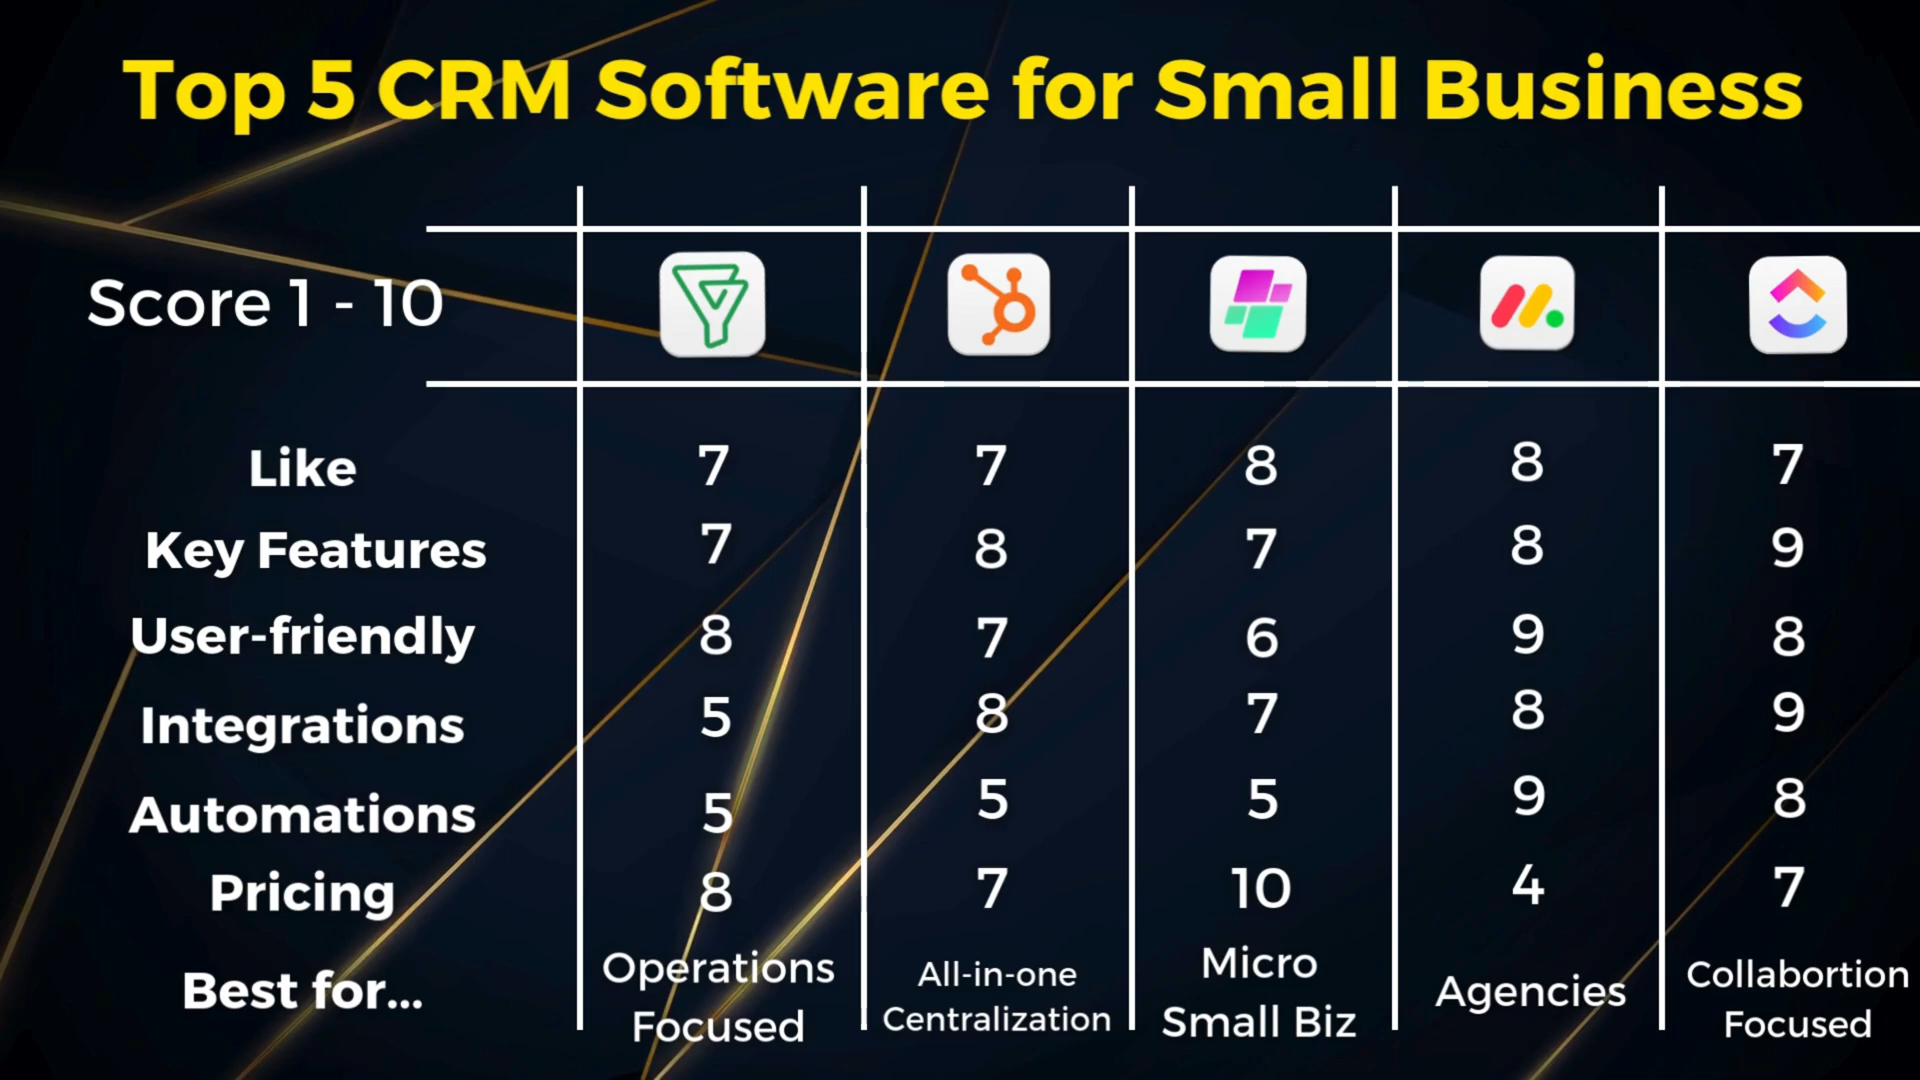 Top 5 CRM Software for Small Business
Score 1 - 10
Like 7 7 8 8 7
Key Features 7 8 7 8 9
User-friendly 8 7 6 9 8
Integrations 5 8 7 8 9
Automations 5 5 5 9 8
Pricing 8 7 10 4 7
Best for...
Operations
Focused
All-in-one
Centralization
Micro
Small Biz
Agencies
Collabortion
Focused